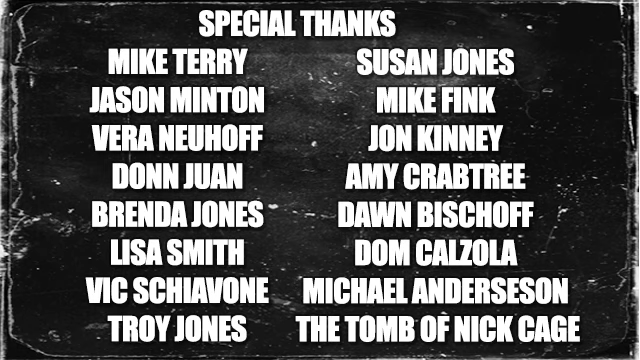 SPECIAL THANKS
MIKE TERRY SUSAN JONES
JASON MINTON MIKE FINK
VERA NEUHOFF JON KINNEY
DONN JUAN AMY CRABTREE
BRENDA JONES DAWN BISCHOFF
LISA SMITH DOM CALZOLA
VIC SCHIAVONE MICHAEL ANDERSESON
TROY JONES THE TOMB OF NICK CAGE